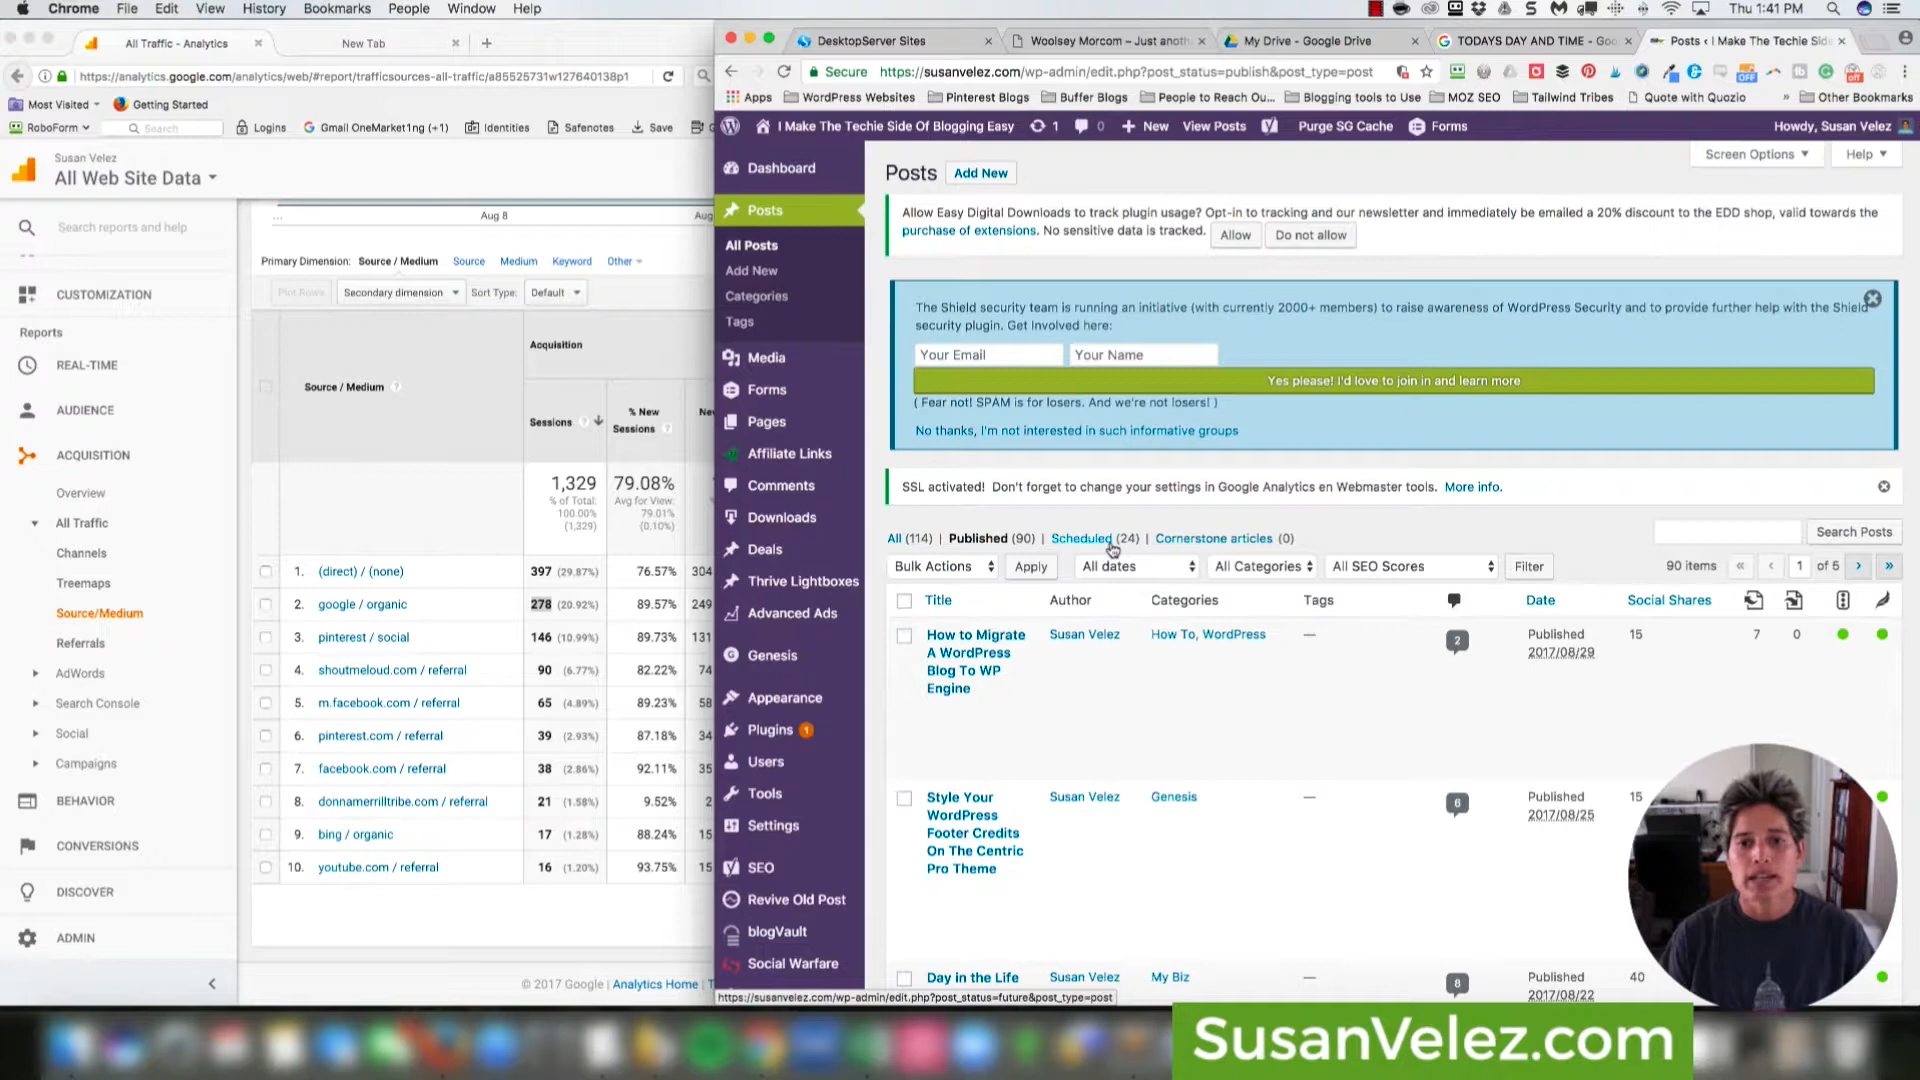 Chrome File Edit View History Bookmarks People Window Help
Thu 1:41 PM
All Traffic - Analytics
New Tab
https://analytics.google.com/analytics/web/#report/trafficsources-all-traffic/a85525731w127640138p1
Most Visited
Getting Started
RoboForm
Search
Logins
Gmail OneMarket1ng (+1)
Identities
Safenotes
Save
Susan Velez
All Web Site Data
Search reports and help
CUSTOMIZATION
Reports
REAL-TIME
AUDIENCE
ACQUISITION
Overview
All Traffic
Channels
Treemaps
Source/Medium
Referrals
AdWords
Search Console
Social
Campaigns
BEHAVIOR
CONVERSIONS
DISCOVER
ADMIN
...
Aug 8
Aug
Primary Dimension: Source / Medium Source Medium Keyword Other
Plot Rows Secondary dimension Sort Type: Default
Source / Medium
Acquisition
Sessions
% New
Sessions
Nev
1,329
% of Total:
100.00%
(1,329)
79.08%
Avg for View:
79.01%
(0.10%)
1. (direct) / (none) 397 (29.87%) 76.57% 304
2. google / organic 278 (20.92%) 89.57% 249
3. pinterest / social 146 (10.99%) 89.73% 131
4. shoutmeloud.com / referral 90 (6.77%) 82.22% 74
5. m.facebook.com / referral 65 (4.89%) 89.23% 58
6. pinterest.com / referral 39 (2.93%) 87.18% 34
7. facebook.com / referral 38 (2.86%) 92.11% 35
8. donnamerrilltribe.com / referral 21 (1.58%) 9.52% 2
9. bing / organic 17 (1.28%) 88.24% 15
10. youtube.com / referral 16 (1.20%) 93.75% 15
© 2017 Google | Analytics Home | T
DesktopServer Sites
Woolsey Morcom – Just anoth
My Drive - Google Drive
TODAYS DAY AND TIME - Goo
Posts ‹ I Make The Techie Side
Secure https://susanvelez.com/wp-admin/edit.php?post_status=publish&post_type=post
Apps
WordPress Websites
Pinterest Blogs
Buffer Blogs
People to Reach Ou...
Blogging tools to Use
MOZ SEO
Tailwind Tribes
Quote with Quozio
»
Other Bookmarks
I Make The Techie Side Of Blogging Easy 1 0 + New View Posts Purge SG Cache Forms
Howdy, Susan Velez
Dashboard
Posts
All Posts
Add New
Categories
Tags
Media
Forms
Pages
Affiliate Links
Comments
Downloads
Deals
Thrive Lightboxes
Advanced Ads
Genesis
Appearance
Plugins 1
Users
Tools
Settings
SEO
Revive Old Post
blogVault
Social Warfare
Screen Options
Help
Posts Add New
Allow Easy Digital Downloads to track plugin usage? Opt-in to tracking and our newsletter and immediately be emailed a 20% discount to the EDD shop, valid towards the
purchase of extensions. No sensitive data is tracked. Allow Do not allow
The Shield security team is running an initiative (with currently 2000+ members) to raise awareness of WordPress Security and to provide further help with the Shield
security plugin. Get Involved here:
Your Email Your Name
Yes please! I'd love to join in and learn more
( Fear not! SPAM is for losers. And we're not losers! )
No thanks, I'm not interested in such informative groups
SSL activated! Don't forget to change your settings in Google Analytics en Webmaster tools. More info.
All (114) | Published (90) | Scheduled (24) | Cornerstone articles (0)
Search Posts
Bulk Actions Apply All dates All Categories All SEO Scores Filter
90 items « ‹ 1 of 5 › »
Title Author Categories Tags Date Social Shares
How to Migrate
A WordPress
Blog To WP
Engine
Susan Velez
How To, WordPress
—
2
Published
2017/08/29
15
7
0
Style Your
WordPress
Footer Credits
On The Centric
Pro Theme
Susan Velez
Genesis
—
6
Published
2017/08/25
15
Day in the Life
Susan Velez
My Biz
—
8
Published
2017/08/22
40
https://susanvelez.com/wp-admin/edit.php?post_status=future&post_type=post
SusanVelez.com